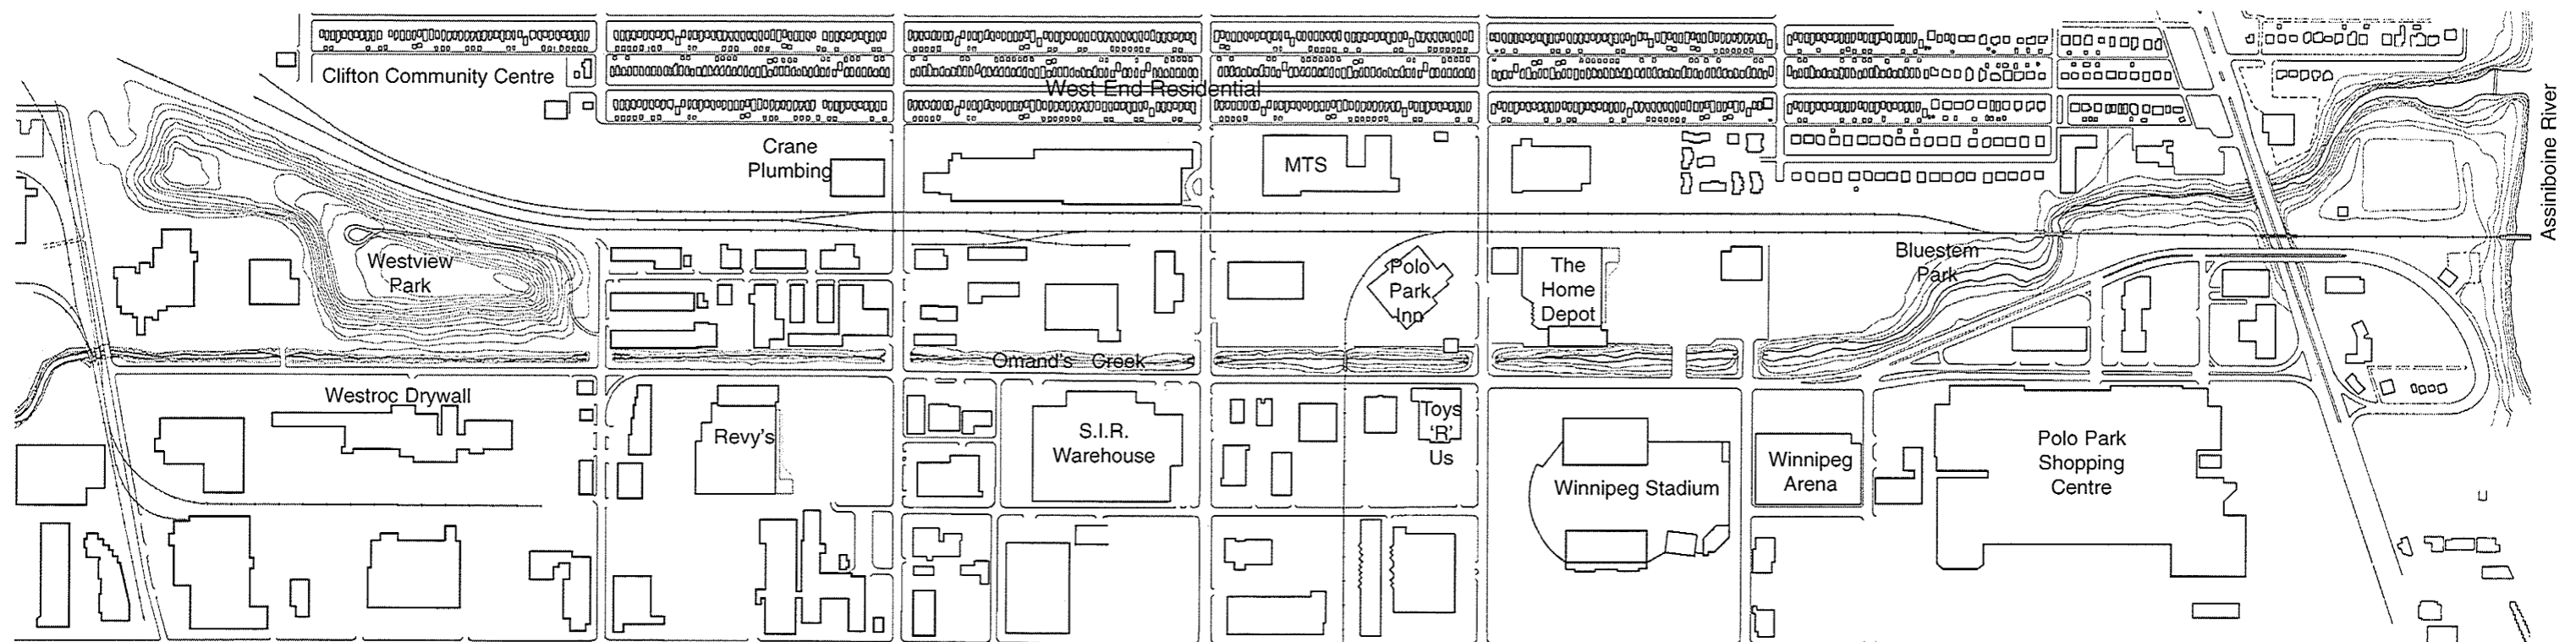 Clifton Community Centre
West End Residential
Crane
Plumbing
MTS
Assiniboine River
Westview
Park
Polo
Park
Inn
The
Home
Depot
Bluestem
Park
Omand's Creek
Westroc Drywall
Revy's
S.I.R.
Warehouse
Toys
'R'
Us
Winnipeg Stadium
Winnipeg
Arena
Polo Park
Shopping
Centre